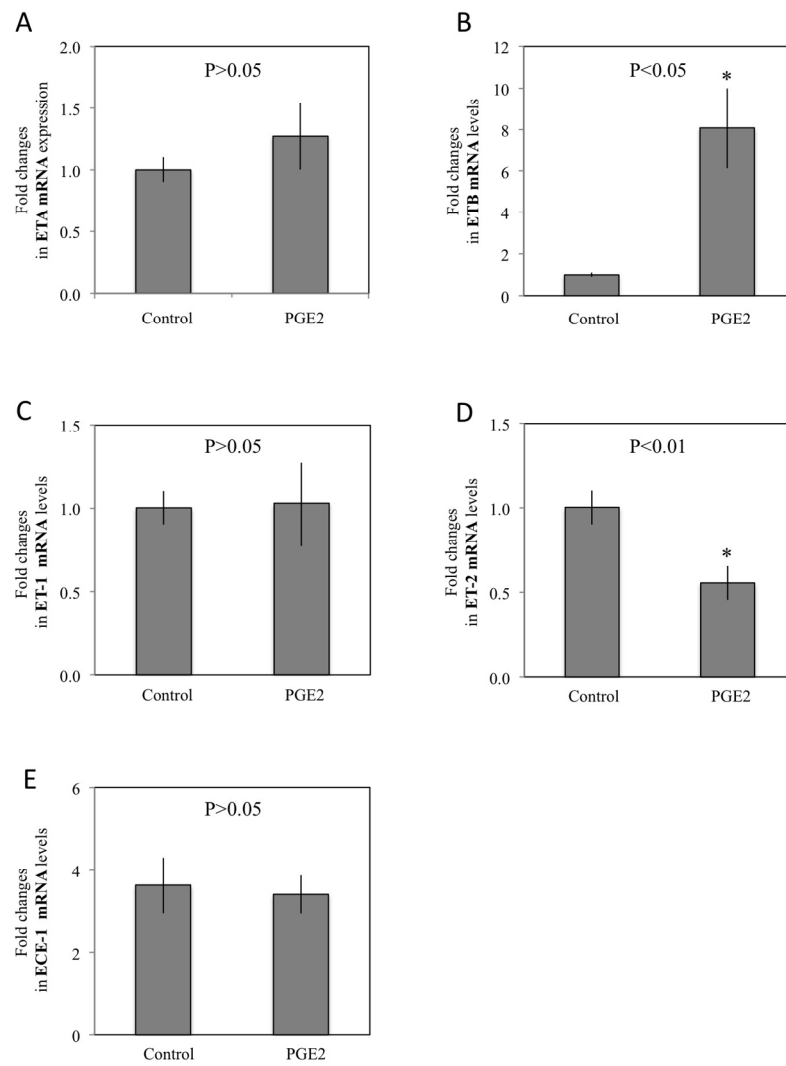 A
Fold changes
in ETA mRNA expression
2.0
1.5
1.0
0.5
0.0
P>0.05
Control PGE2
B
Fold changes
in ETB mRNA levels
12
10
8
6
4
2
0
P<0.05
*
Control PGE2
C
Fold changes
in ET-1 mRNA levels
1.5
1.0
0.5
0.0
P>0.05
Control PGE2
D
Fold changes
in ET-2 mRNA levels
1.5
1.0
0.5
0.0
P<0.01
*
Control PGE2
E
Fold changes
in ECE-1 mRNA levels
6
4
2
0
P>0.05
Control PGE2